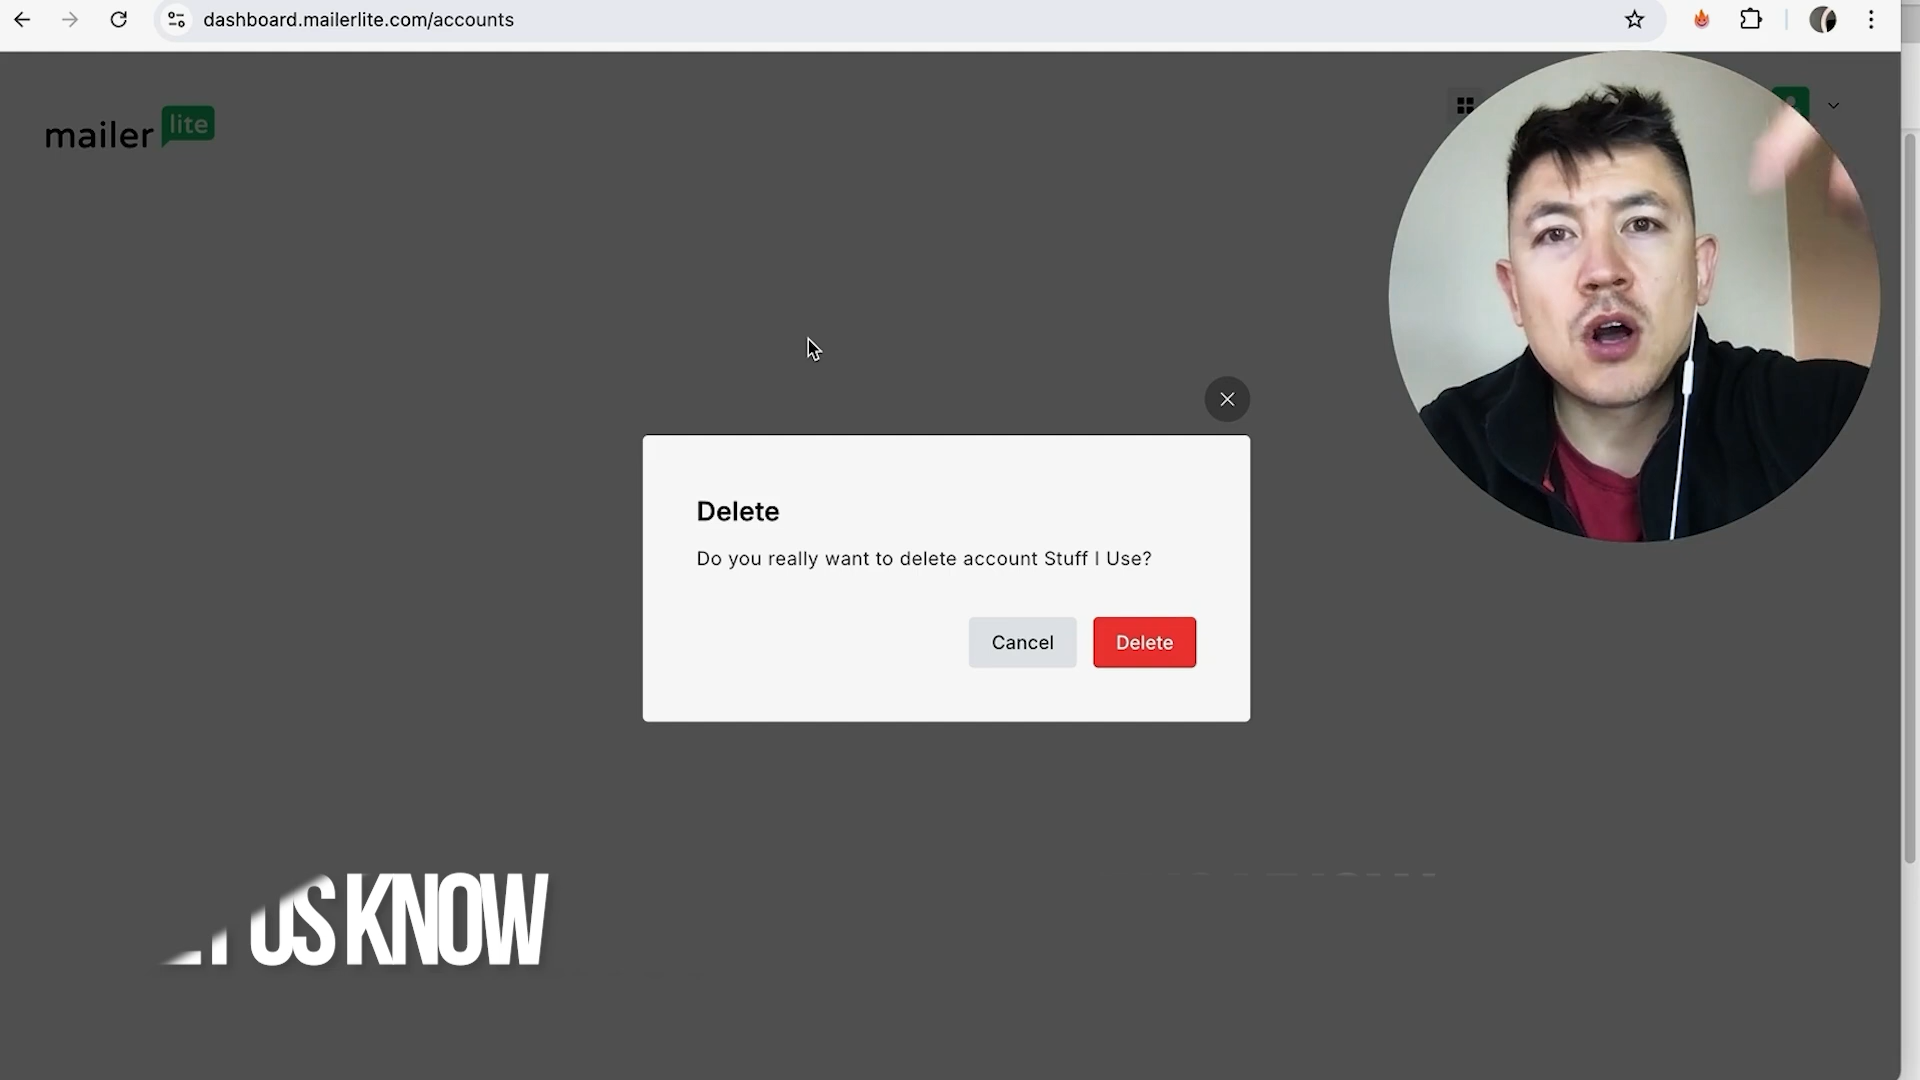 dashboard.mailerlite.com/accounts
mailer lite
Delete
Do you really want to delete account Stuff I Use?
Cancel
Delete
US KNOW